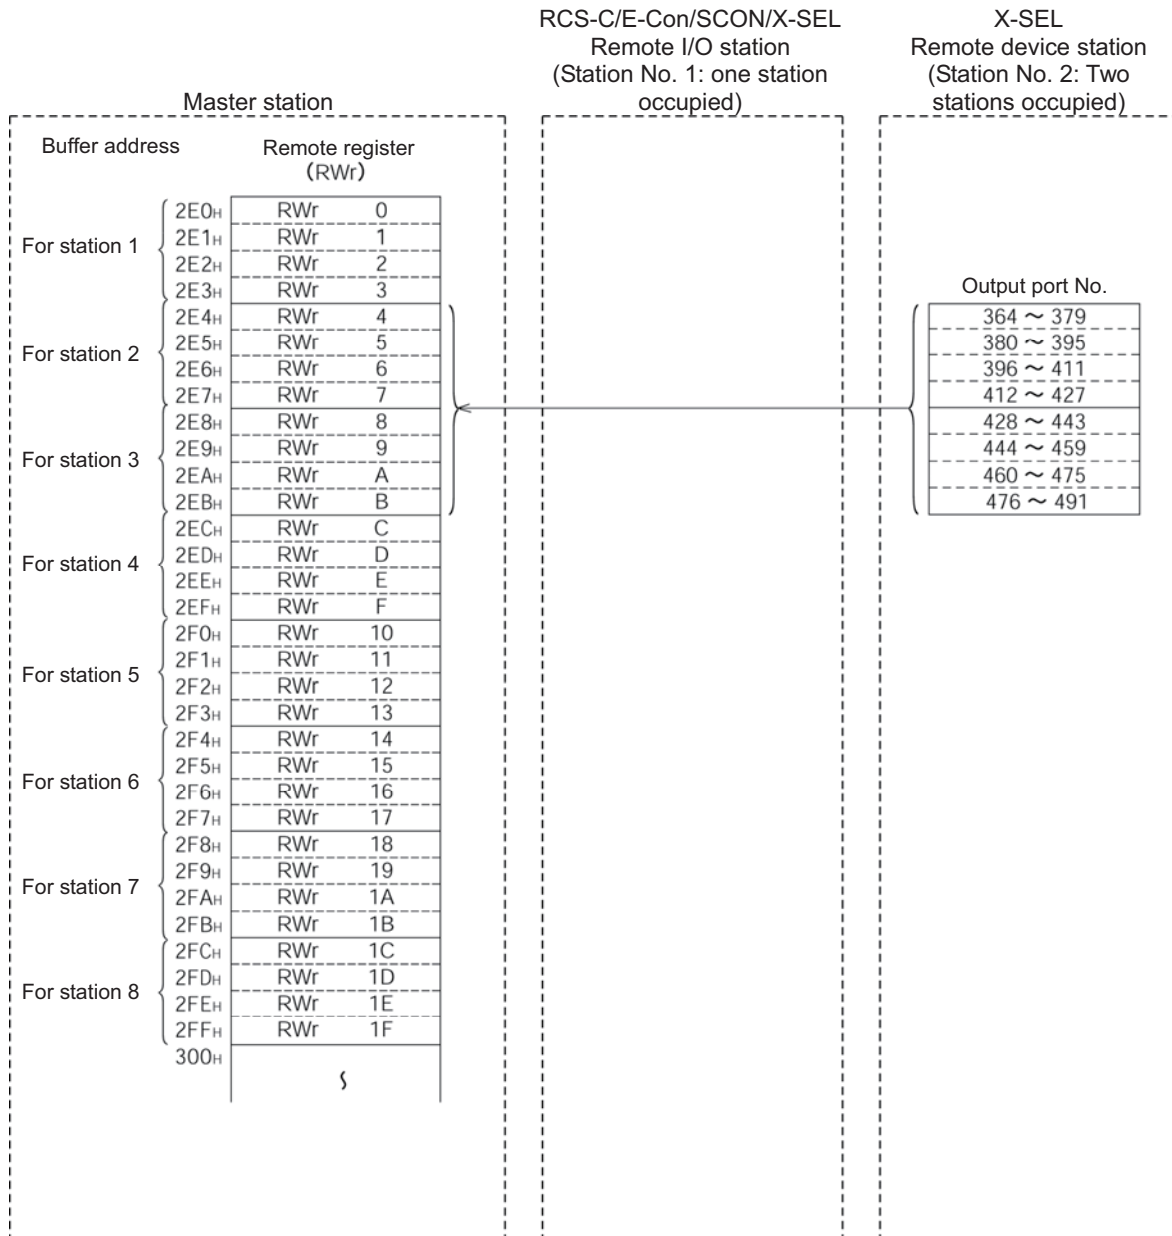 RCS-C/E-Con/SCON/X-SEL
Remote I/O station
(Station No. 1: one station
occupied)
X-SEL
Remote device station
(Station No. 2: Two
stations occupied)
Master station
Buffer address
Remote register
(RWr)
For station 1
2E0H RWr 0
2E1H RWr 1
2E2H RWr 2
2E3H RWr 3
For station 2
2E4H RWr 4
2E5H RWr 5
2E6H RWr 6
2E7H RWr 7
For station 3
2E8H RWr 8
2E9H RWr 9
2EAH RWr A
2EBH RWr B
For station 4
2ECH RWr C
2EDH RWr D
2EEH RWr E
2EFH RWr F
For station 5
2F0H RWr 10
2F1H RWr 11
2F2H RWr 12
2F3H RWr 13
For station 6
2F4H RWr 14
2F5H RWr 15
2F6H RWr 16
2F7H RWr 17
For station 7
2F8H RWr 18
2F9H RWr 19
2FAH RWr 1A
2FBH RWr 1B
For station 8
2FCH RWr 1C
2FDH RWr 1D
2FEH RWr 1E
2FFH RWr 1F
300H
Output port No.
364 ~ 379
380 ~ 395
396 ~ 411
412 ~ 427
428 ~ 443
444 ~ 459
460 ~ 475
476 ~ 491